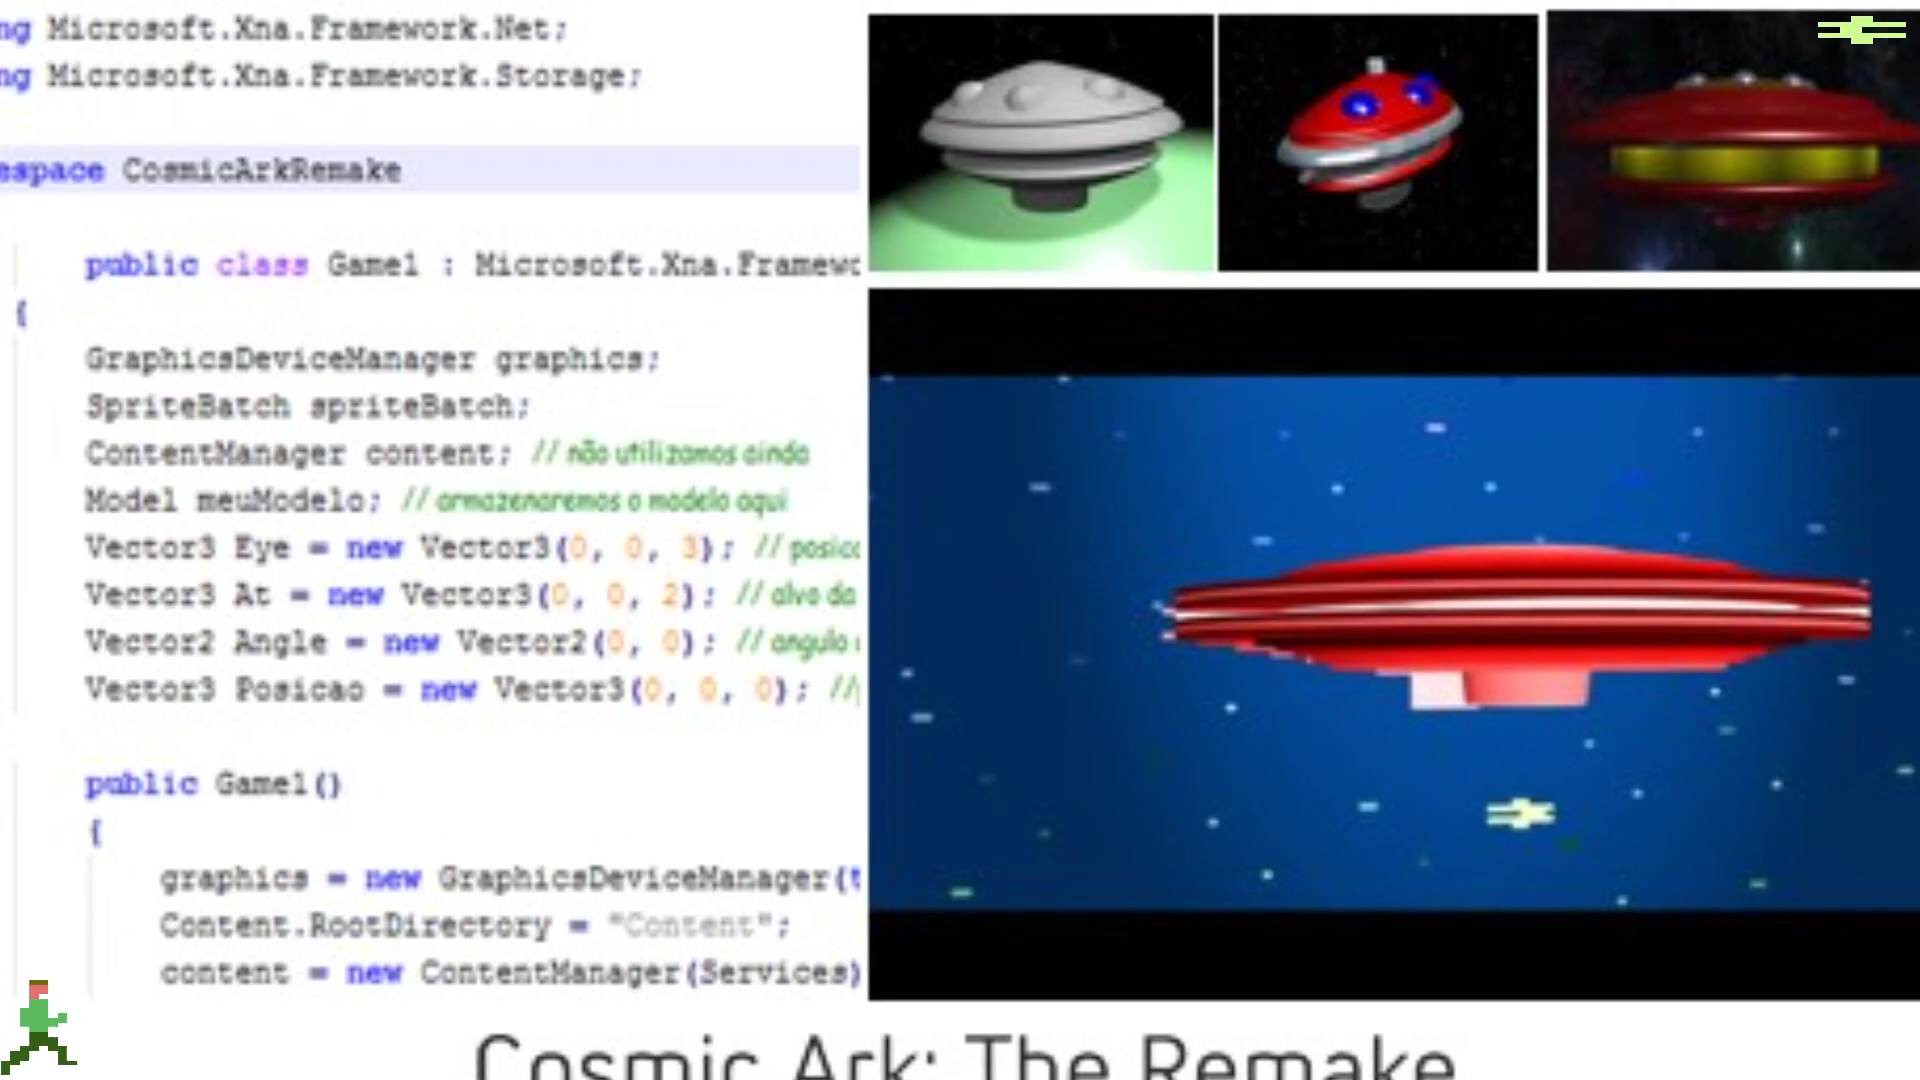 ng Microsoft.Xna.Framework.Net;
ng Microsoft.Xna.Framework.Storage;
espace CosmicArkRemake
public class Game1 : Microsoft.Xna.Framewo
{
GraphicsDeviceManager graphics;
SpriteBatch spriteBatch;
ContentManager content; // não utilizamos ainda
Model meuModelo; // armazenaremos o modelo aqui
Vector3 Eye = new Vector3(0, 0, 3); // posica
Vector3 At = new Vector3(0, 0, 2); // alvo da
Vector2 Angle = new Vector2(0, 0); // angulo
Vector3 Posicao = new Vector3(0, 0, 0); //
public Game1()
{
graphics = new GraphicsDeviceManager(t
Content.RootDirectory = "Content";
content = new ContentManager(Services)
Cosmic Ark: The Remake